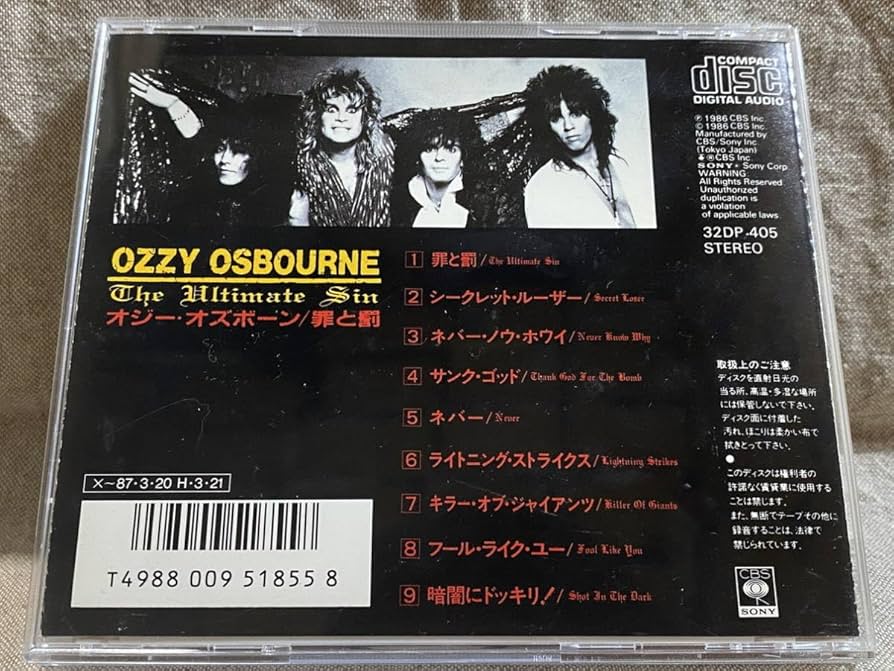 COMPACT
disc
DIGITAL AUDIO
℗ 1986 CBS Inc.
© 1986 CBS Inc.
Manufactured by
CBS/Sony Inc
(Tokyo Japan)
®CBS Inc.
SONY • Sony Corp
WARNING
All Rights Reserved
Unauthorized
duplication is
a violation
of applicable laws.
32DP-405
STEREO
OZZY OSBOURNE
The Ultimate Sin
オジー・オズボーン/罪と罰
1 罪と罰/The Ultimate Sin
2 シークレット・ルーザー/Secret Loser
3 ネバー・ノウ・ホワイ/Never Know Why
4 サンク・ゴッド/Thank God For The Bomb
5 ネバー/Never
6 ライトニング・ストライクス/Lightning Strikes
7 キラー・オブ・ジャイアンツ/Killer Of Giants
8 フール・ライク・ユー/Fool Like You
9 暗闇にドッキリ!/Shot In The Dark
取扱上のご注意
ディスクを直射日光の
当る所、高温・多湿な場所
には保管しないで下さい。
ディスク面に付着した
汚れ、ほこりは柔かい布で
拭きとって下さい。
●
このディスクは権利者の
許諾なく賃貸業に使用する
ことは禁じます。
また、無断でテープその他に
録音することは、法律で
禁じられています。
X〜87・3・20 H・3・21
T4988 009 51855 8
CBS
SONY